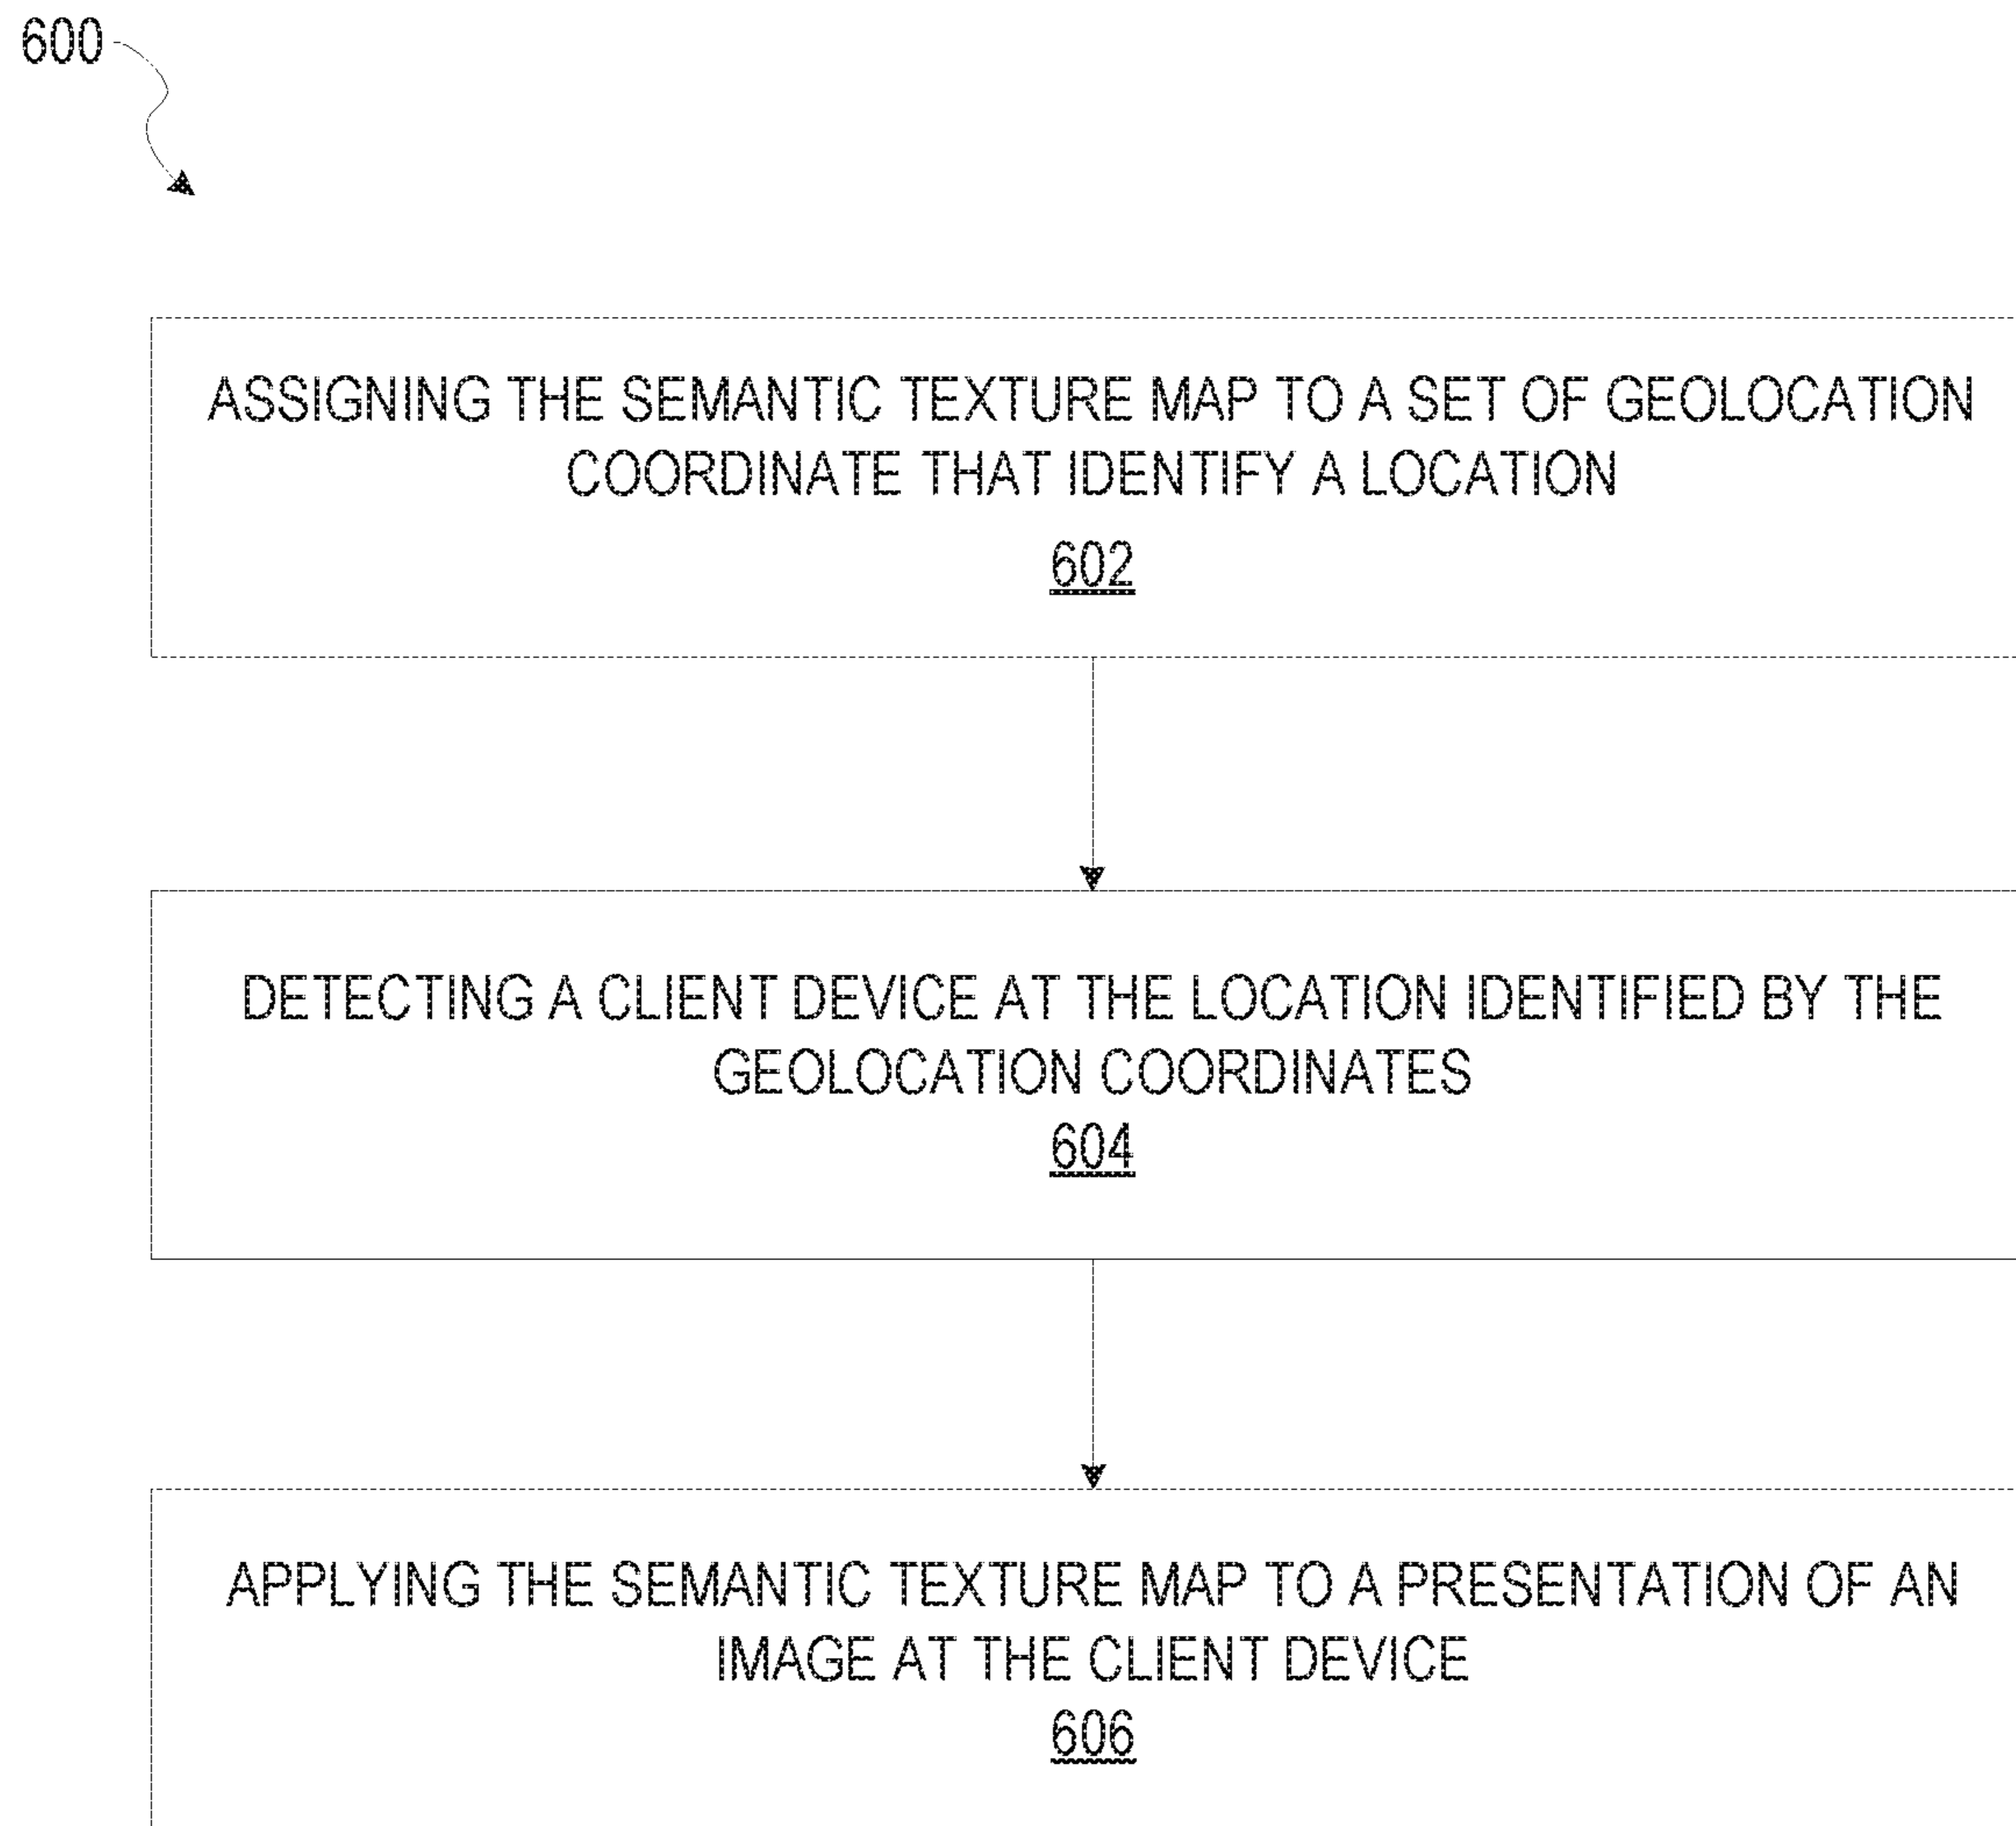 600
ASSIGNING THE SEMANTIC TEXTURE MAP TO A SET OF GEOLOCATION
COORDINATE THAT IDENTIFY A LOCATION
602
DETECTING A CLIENT DEVICE AT THE LOCATION IDENTIFIED BY THE
GEOLOCATION COORDINATES
604
APPLYING THE SEMANTIC TEXTURE MAP TO A PRESENTATION OF AN
IMAGE AT THE CLIENT DEVICE
606